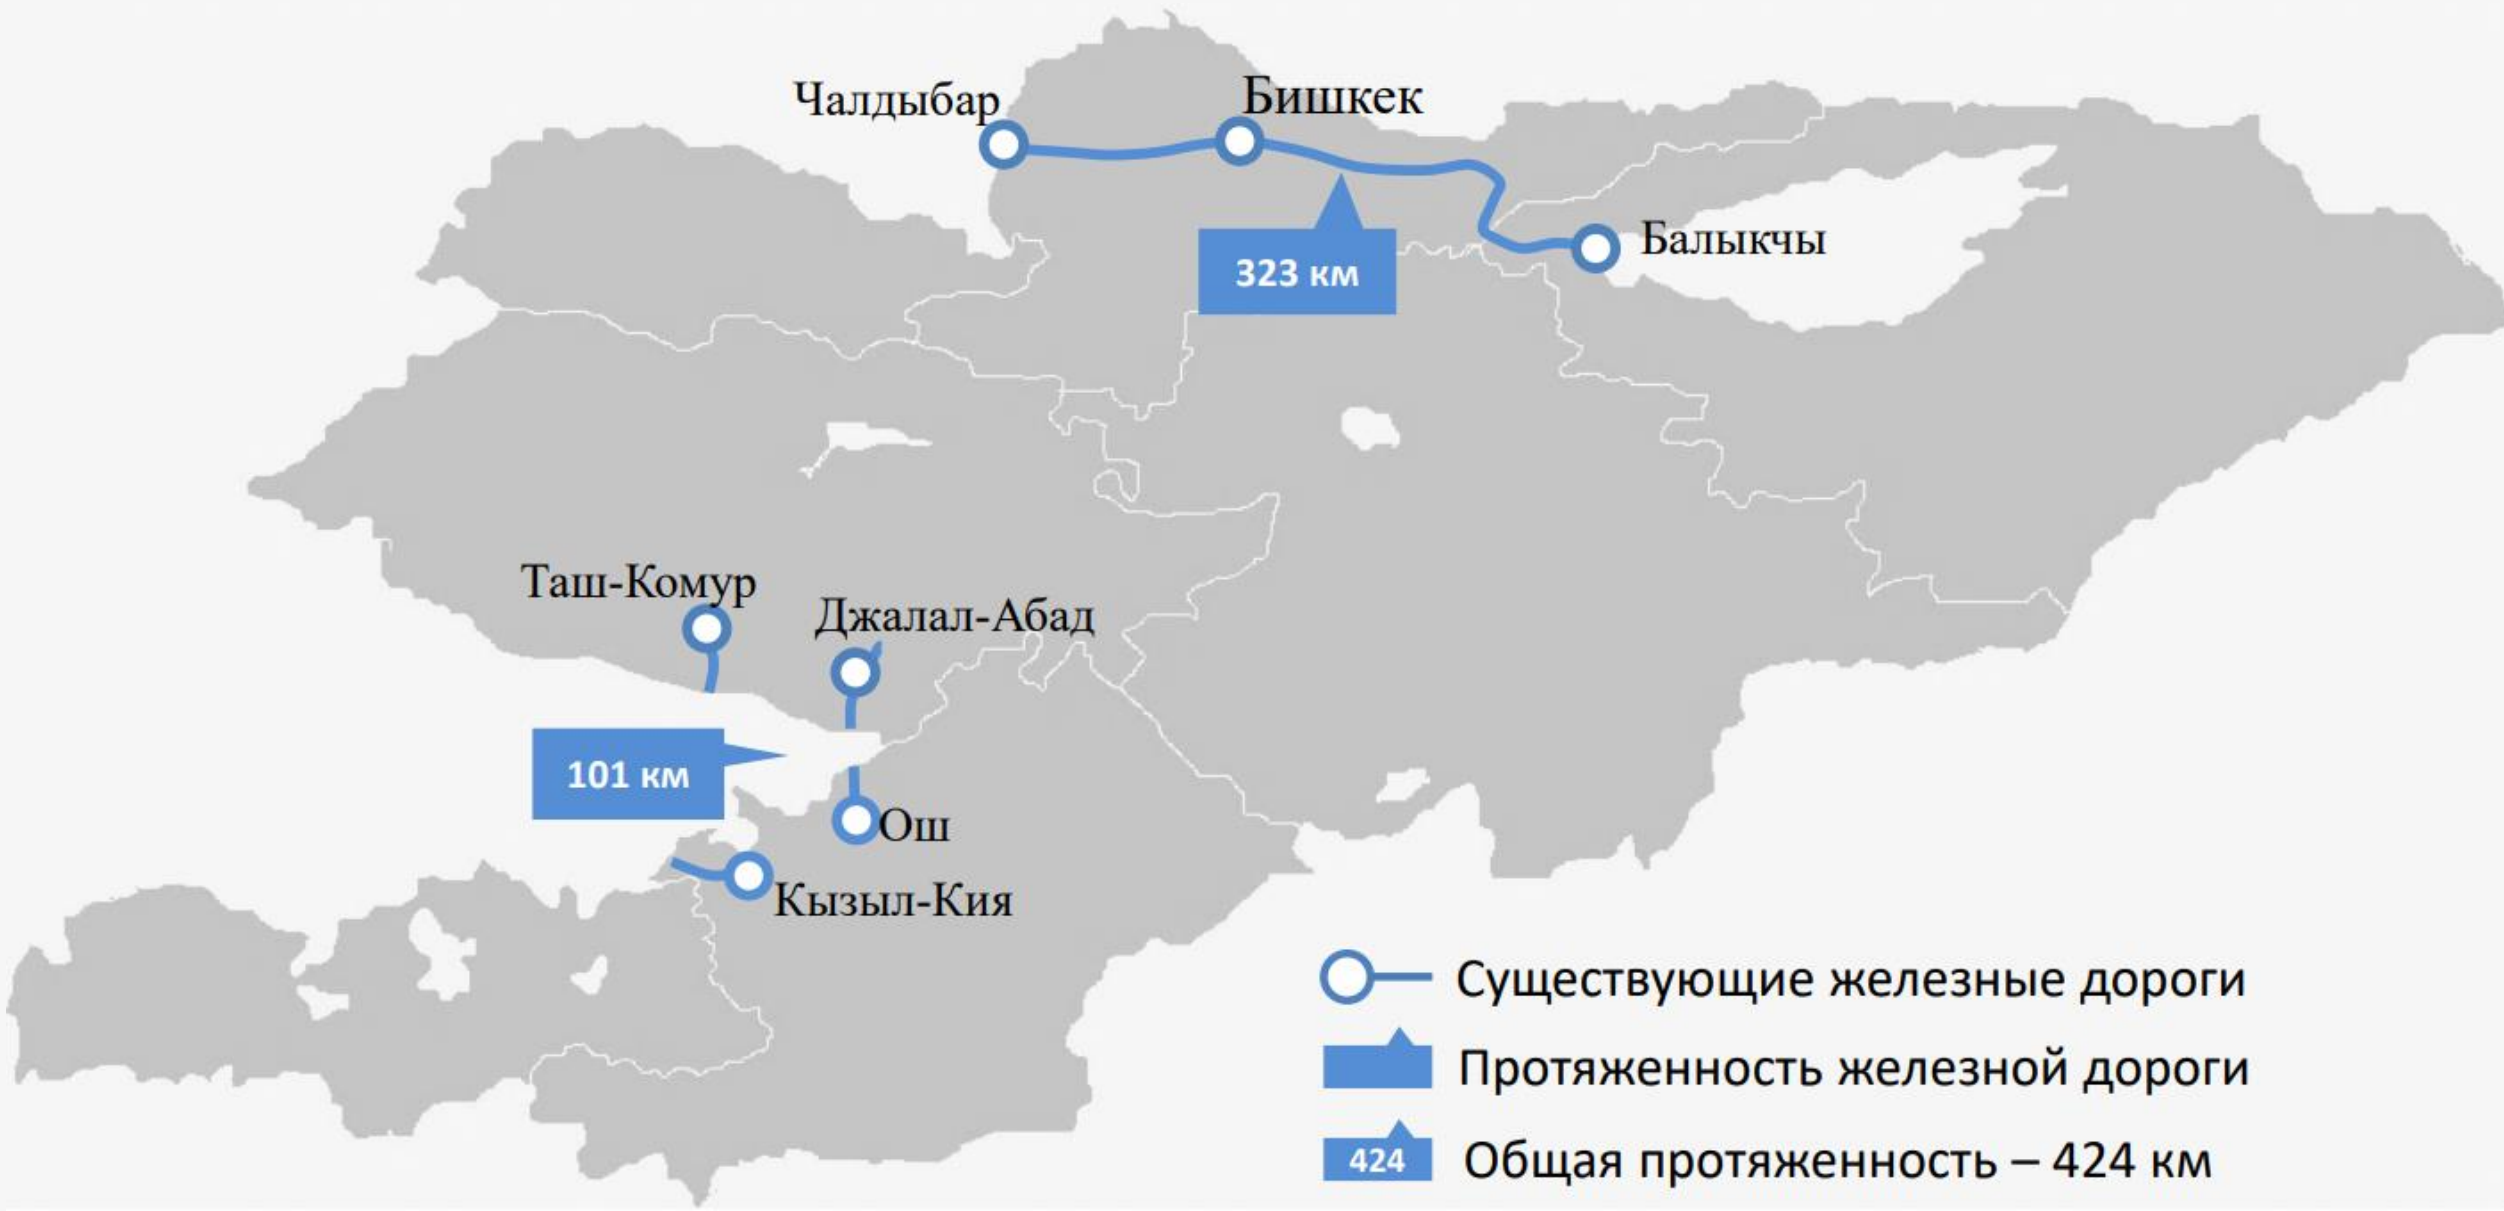 Чалдыбар
Бишкек
Балыкчы
323 км
Таш-Комур
Джалал-Абад
101 км
Ош
Кызыл-Кия
Существующие железные дороги
Протяженность железной дороги
424 Общая протяженность – 424 км